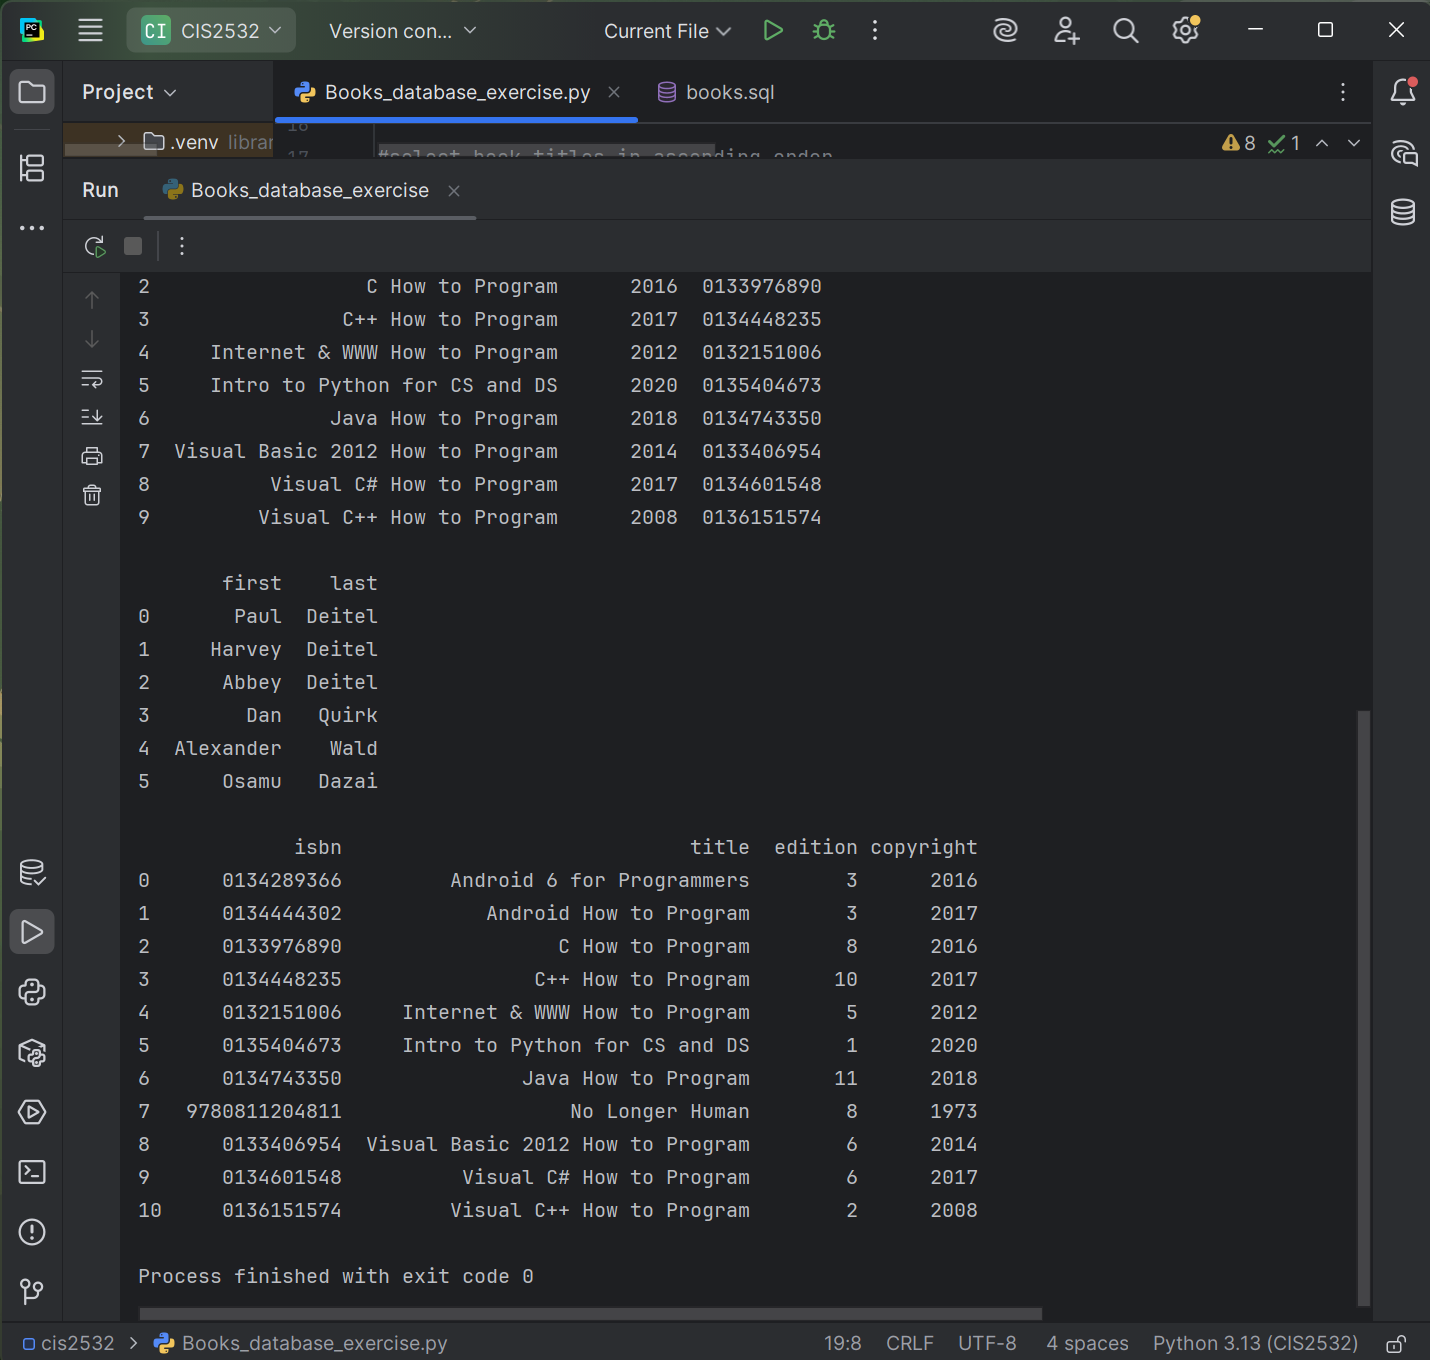 PC
CI CIS2532 Version con... Current File
Project Books_database_exercise.py books.sql
16
.venv librar 8 1
17 #select book titles in ascending order
Run Books_database_exercise
2 C How to Program 2016 0133976890
3 C++ How to Program 2017 0134448235
4 Internet & WWW How to Program 2012 0132151006
5 Intro to Python for CS and DS 2020 0135404673
6 Java How to Program 2018 0134743350
7 Visual Basic 2012 How to Program 2014 0133406954
8 Visual C# How to Program 2017 0134601548
9 Visual C++ How to Program 2008 0136151574
first last
0 Paul Deitel
1 Harvey Deitel
2 Abbey Deitel
3 Dan Quirk
4 Alexander Wald
5 Osamu Dazai
isbn title edition copyright
0 0134289366 Android 6 for Programmers 3 2016
1 0134444302 Android How to Program 3 2017
2 0133976890 C How to Program 8 2016
3 0134448235 C++ How to Program 10 2017
4 0132151006 Internet & WWW How to Program 5 2012
5 0135404673 Intro to Python for CS and DS 1 2020
6 0134743350 Java How to Program 11 2018
7 9780811204811 No Longer Human 8 1973
8 0133406954 Visual Basic 2012 How to Program 6 2014
9 0134601548 Visual C# How to Program 6 2017
10 0136151574 Visual C++ How to Program 2 2008
Process finished with exit code 0
cis2532 Books_database_exercise.py 19:8 CRLF UTF-8 4 spaces Python 3.13 (CIS2532)